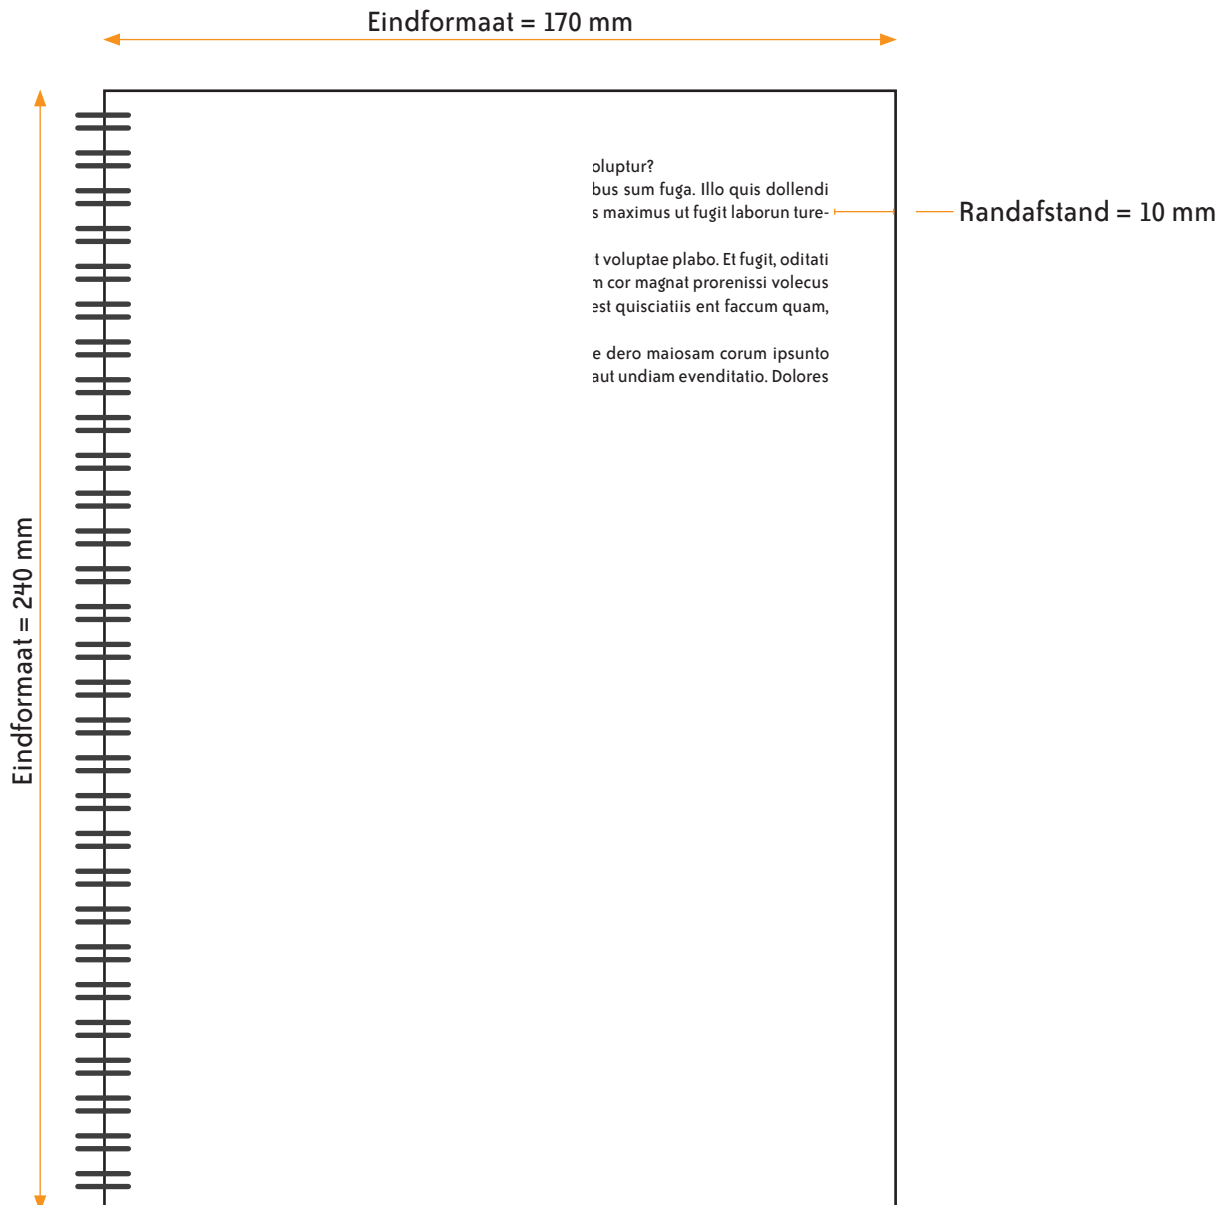 Eindformaat = 170 mm
oluptur?
bus sum fuga. Illo quis dollendi
s maximus ut fugit laborun ture-
Randafstand = 10 mm
t voluptae plabo. Et fugit, oditati
m cor magnat prorenissi volecus
est quisciatiis ent faccum quam,
e dero maiosam corum ipsunto
aut undiam evenditatio. Dolores
Eindformaat = 240 mm